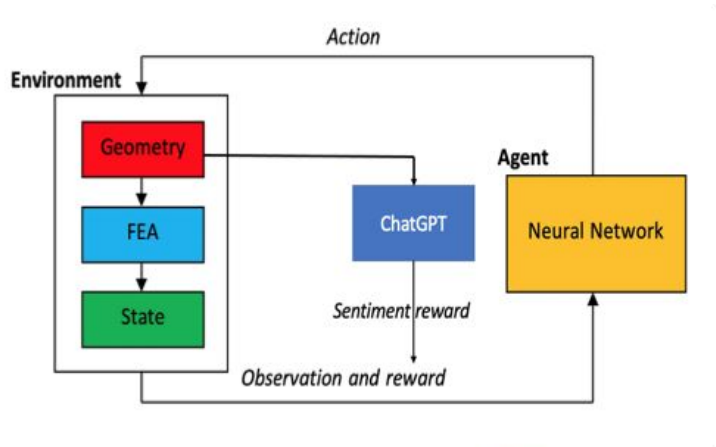 Action
Environment
Geometry
Agent
ChatGPT
FEA
Neural Network
State
Sentiment reward
Observation and reward